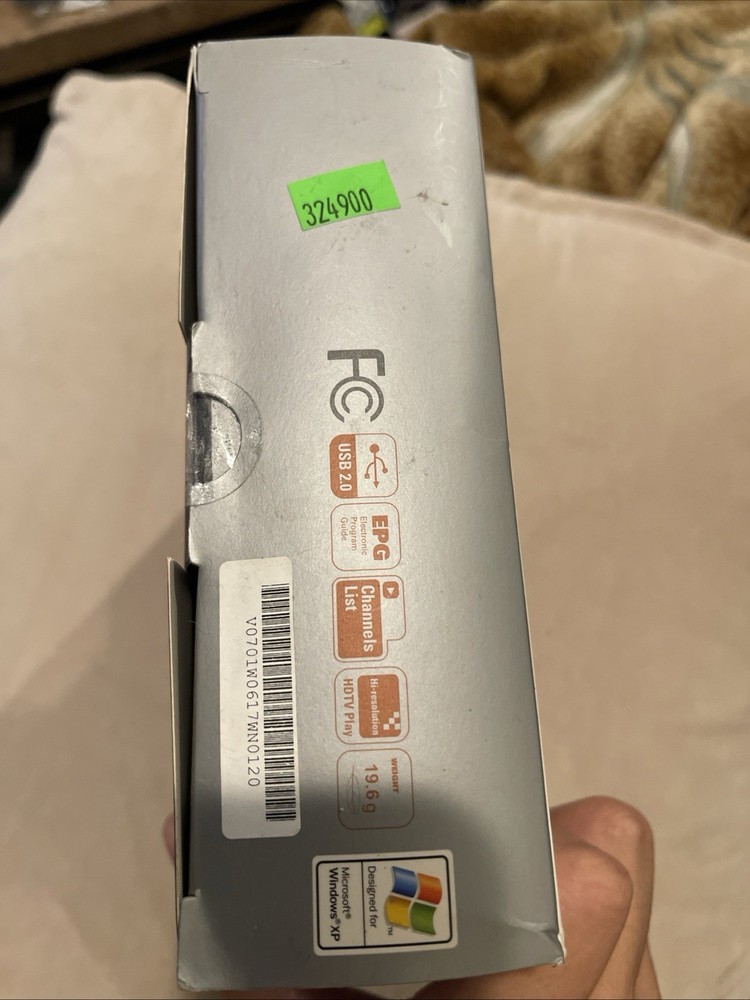 324900
FC
USB 2.0
EPG
Electronic
Program
Guide
Channels
List
Hi-resolution
HDTV Play
WEIGHT
19.6g
V0701W0617WN0120
Designed for
TM
Microsoft®
Windows®XP